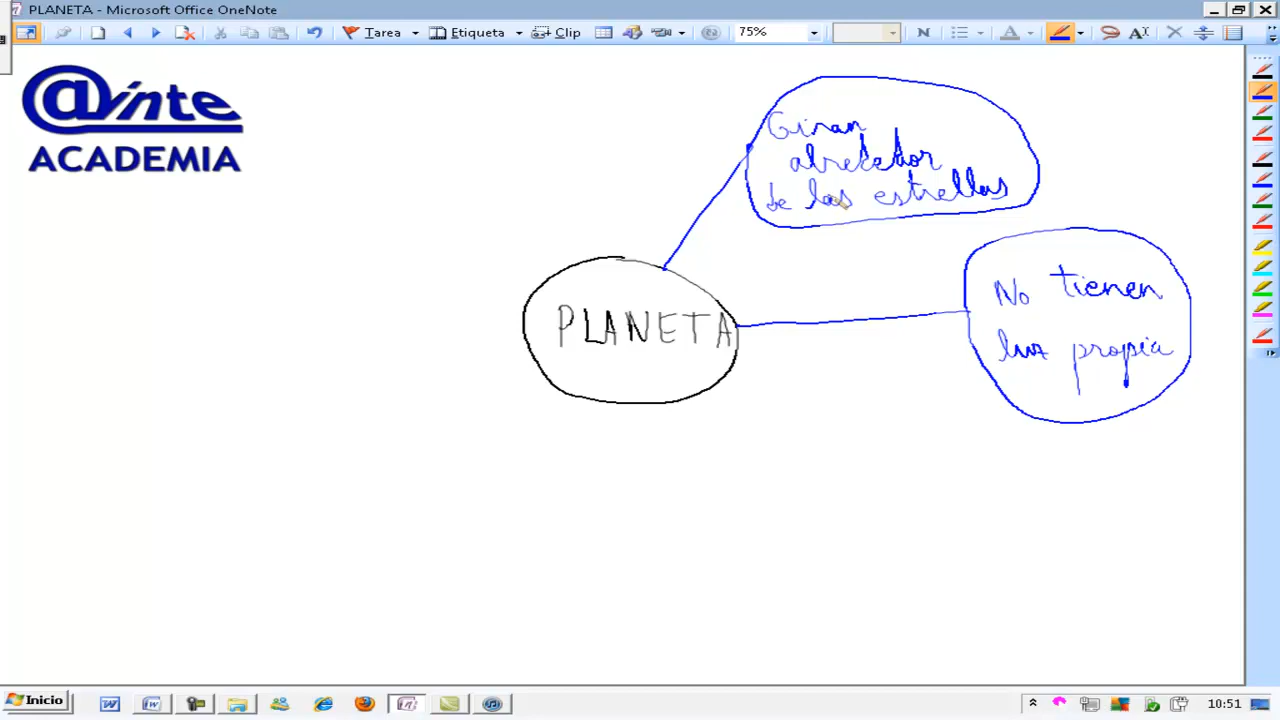 PLANETA - Microsoft Office OneNote
Tarea
Etiqueta
Clip
75%
N
@inte
ACADEMIA
Giran
alrededor
de las estrellas
PLANETA
No tienen
luz propia
Inicio
10:51